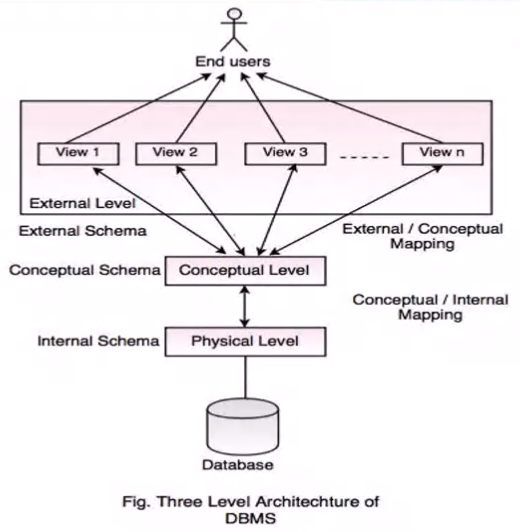 End users
View 1
View 2
View 3
View n
External Level
External Schema
External / Conceptual
Mapping
Conceptual Schema
Conceptual Level
Conceptual / Internal
Mapping
Internal Schema
Physical Level
Database
Fig. Three Level Architechture of
DBMS